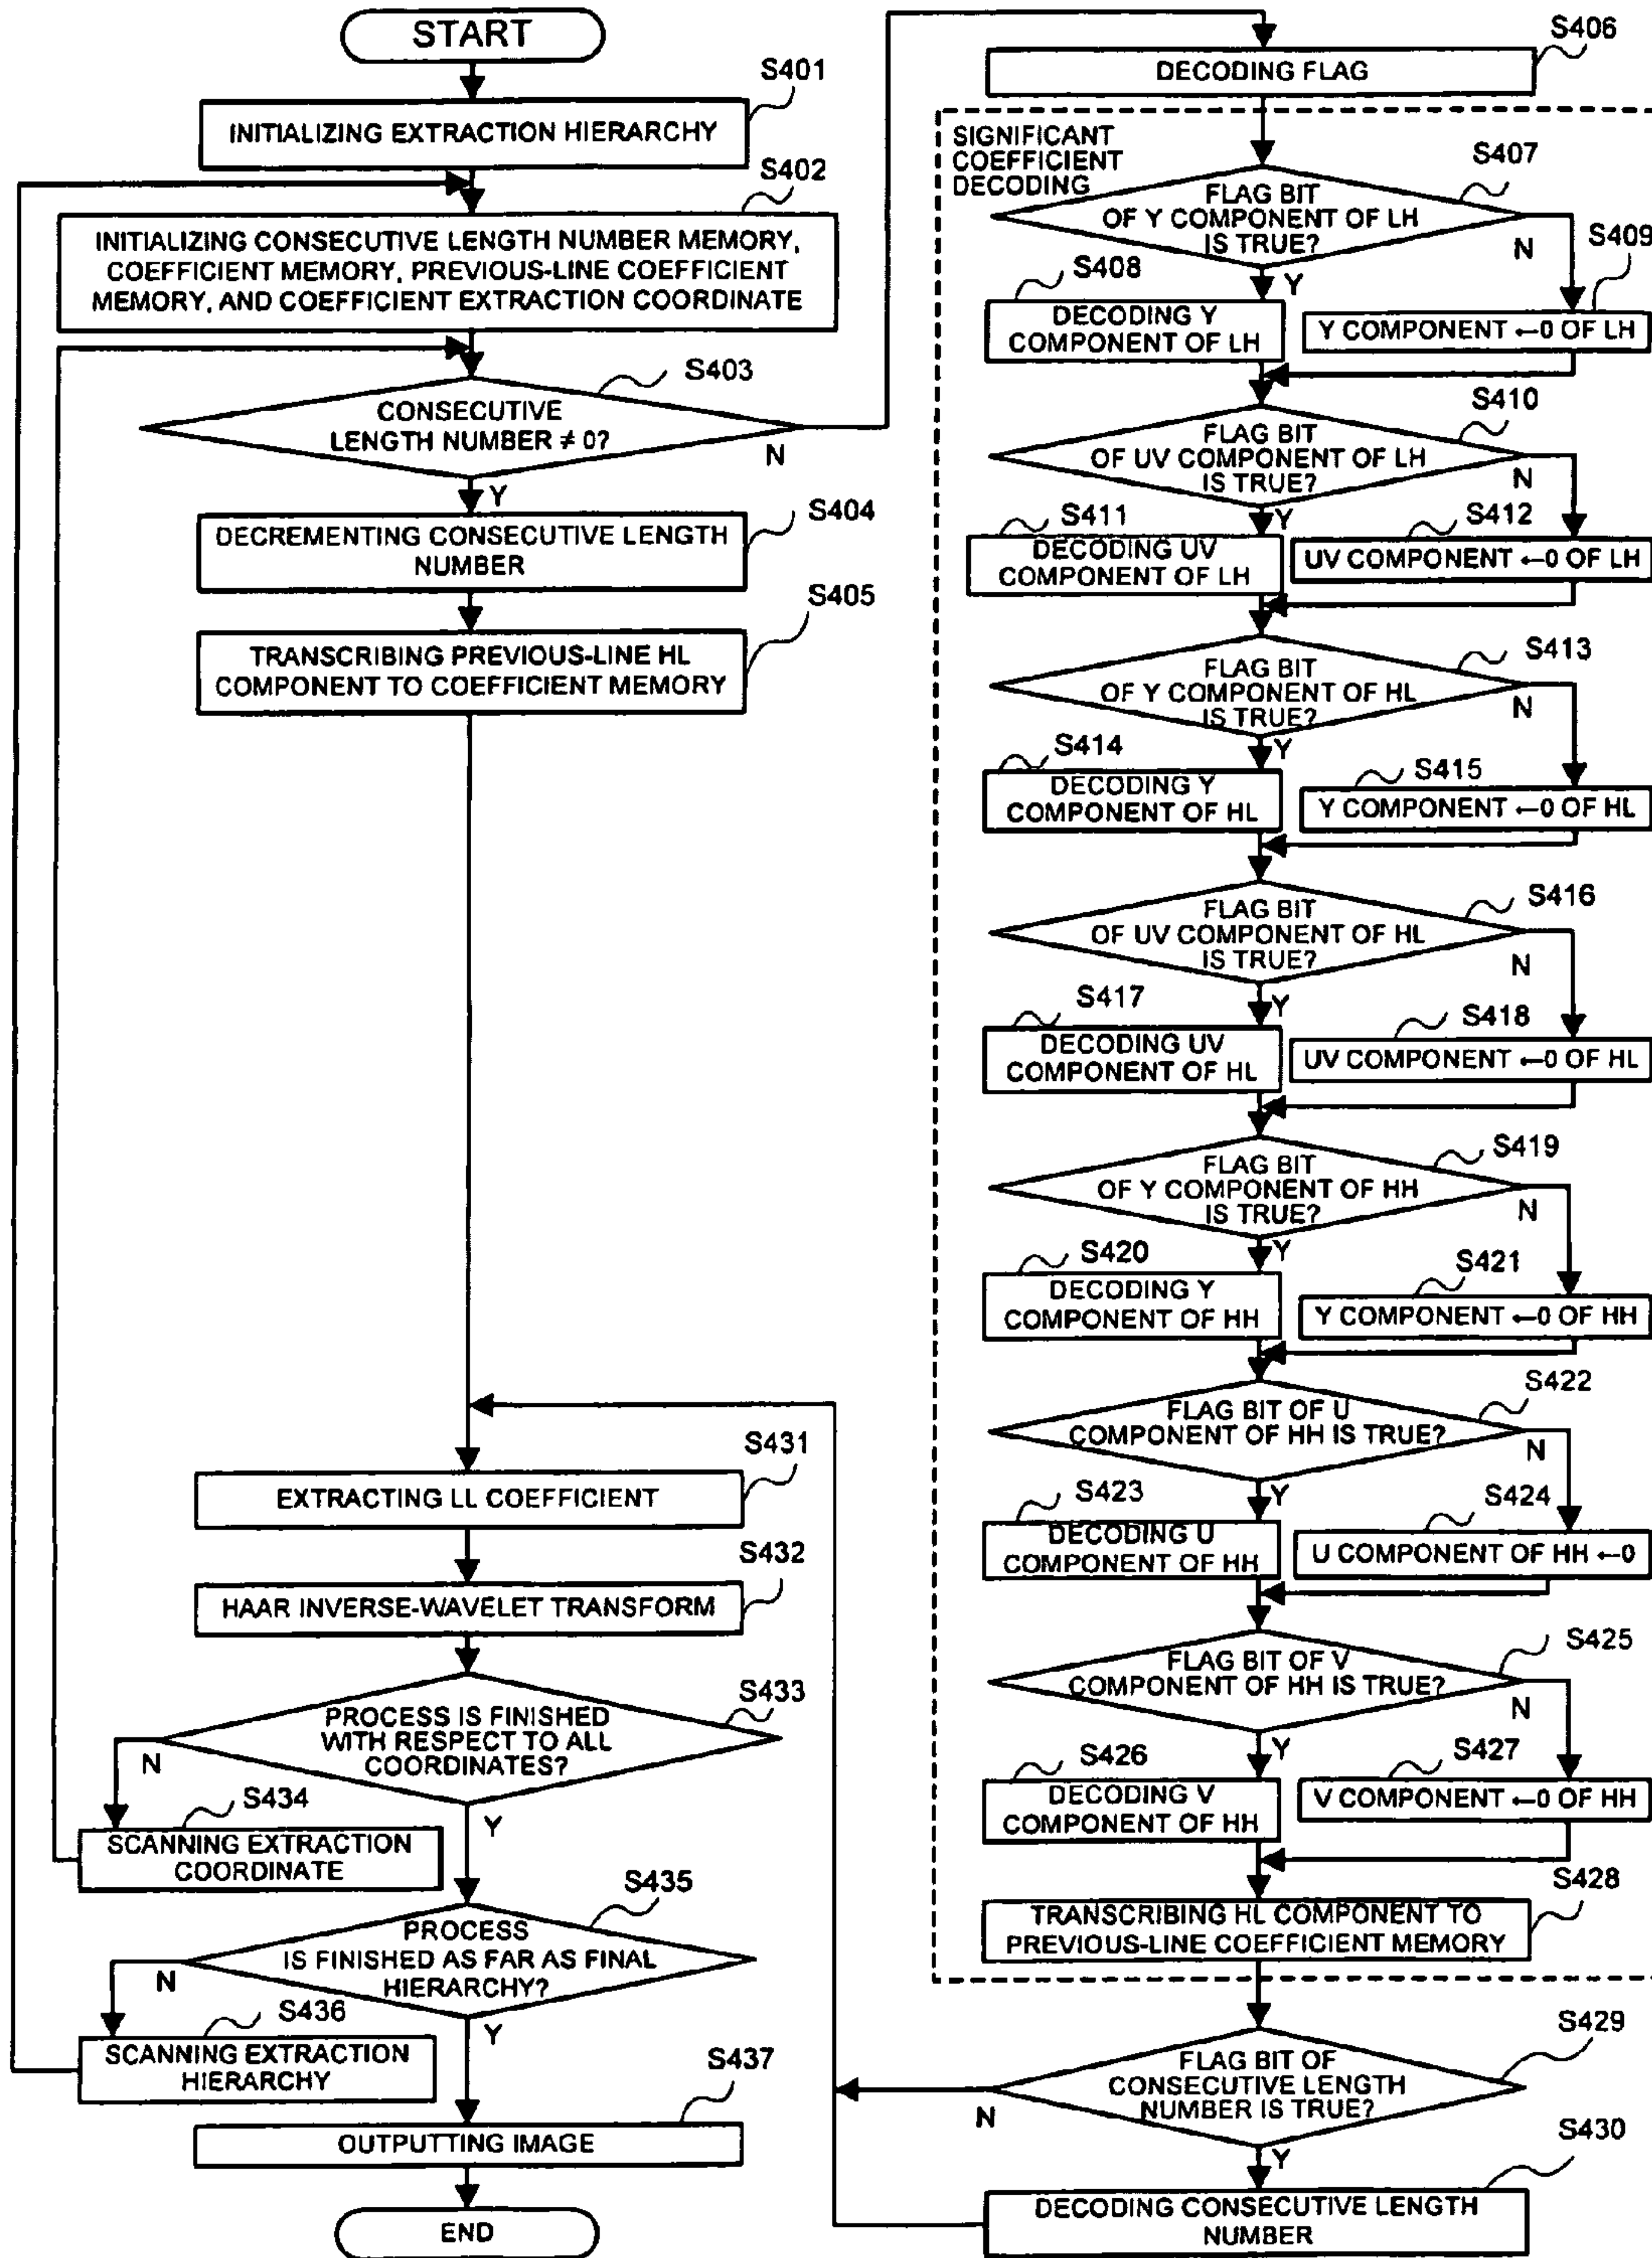 START
S401
INITIALIZING EXTRACTION HIERARCHY
S402
INITIALIZING CONSECUTIVE LENGTH NUMBER MEMORY,
COEFFICIENT MEMORY, PREVIOUS-LINE COEFFICIENT
MEMORY, AND COEFFICIENT EXTRACTION COORDINATE
S403
CONSECUTIVE
LENGTH NUMBER ≠ 0?
N
Y
S404
DECREMENTING CONSECUTIVE LENGTH
NUMBER
S405
TRANSCRIBING PREVIOUS-LINE HL
COMPONENT TO COEFFICIENT MEMORY
S431
EXTRACTING LL COEFFICIENT
S432
HAAR INVERSE-WAVELET TRANSFORM
S433
PROCESS IS FINISHED
WITH RESPECT TO ALL
COORDINATES?
N
Y
S434
SCANNING EXTRACTION
COORDINATE
S435
PROCESS
IS FINISHED AS FAR AS FINAL
HIERARCHY?
N
Y
S436
SCANNING EXTRACTION
HIERARCHY
S437
OUTPUTTING IMAGE
END
S406
DECODING FLAG
SIGNIFICANT
COEFFICIENT
DECODING
S407
FLAG BIT
OF Y COMPONENT OF LH
IS TRUE?
N
Y
S408
DECODING Y
COMPONENT OF LH
S409
Y COMPONENT ←0 OF LH
S410
FLAG BIT
OF UV COMPONENT OF LH
IS TRUE?
N
Y
S411
DECODING UV
COMPONENT OF LH
S412
UV COMPONENT ←0 OF LH
S413
FLAG BIT
OF Y COMPONENT OF HL
IS TRUE?
N
Y
S414
DECODING Y
COMPONENT OF HL
S415
Y COMPONENT ←0 OF HL
S416
FLAG BIT
OF UV COMPONENT OF HL
IS TRUE?
N
Y
S417
DECODING UV
COMPONENT OF HL
S418
UV COMPONENT ←0 OF HL
S419
FLAG BIT
OF Y COMPONENT OF HH
IS TRUE?
N
Y
S420
DECODING Y
COMPONENT OF HH
S421
Y COMPONENT ←0 OF HH
S422
FLAG BIT OF U
COMPONENT OF HH IS TRUE?
N
Y
S423
DECODING U
COMPONENT OF HH
S424
U COMPONENT OF HH ←0
S425
FLAG BIT OF V
COMPONENT OF HH IS TRUE?
N
Y
S426
DECODING V
COMPONENT OF HH
S427
V COMPONENT ←0 OF HH
S428
TRANSCRIBING HL COMPONENT TO
PREVIOUS-LINE COEFFICIENT MEMORY
S429
FLAG BIT OF
CONSECUTIVE LENGTH
NUMBER IS TRUE?
N
Y
S430
DECODING CONSECUTIVE LENGTH
NUMBER